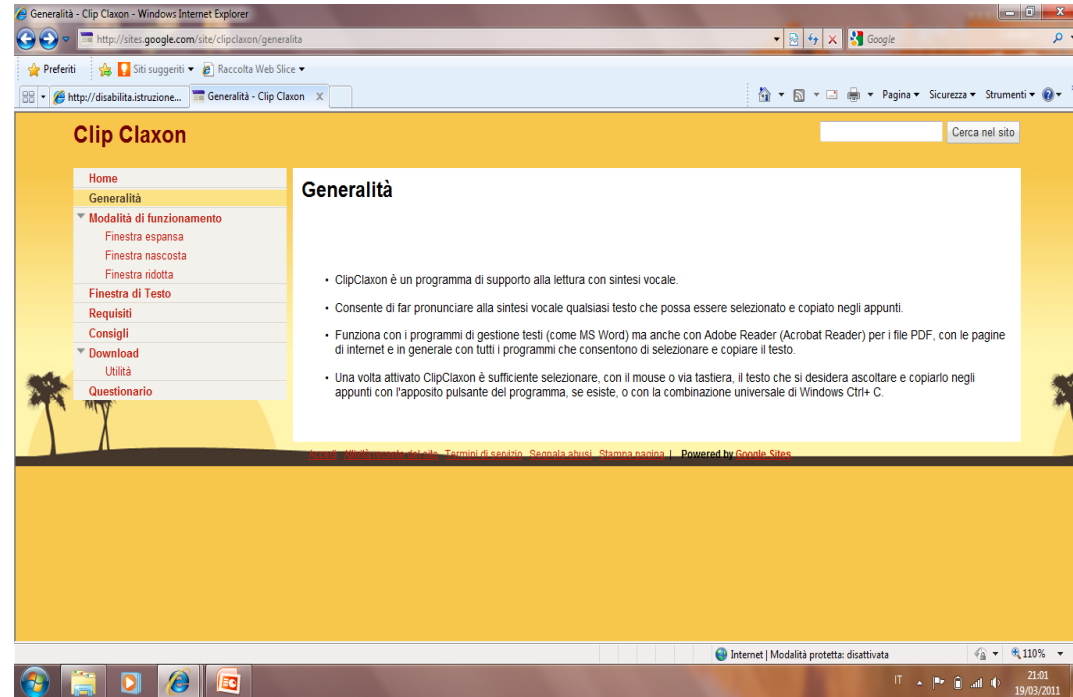 Generalità - Clip Claxon - Windows Internet Explorer
http://sites.google.com/site/clipclaxon/generalita
Google
Preferiti Siti suggeriti Raccolta Web Slice
http://disabilita.istruzione... Generalità - Clip Claxon X
Pagina Sicurezza Strumenti
Clip Claxon
Cerca nel sito
Home
Generalità
Modalità di funzionamento
Finestra espansa
Finestra nascosta
Finestra ridotta
Finestra di Testo
Requisiti
Consigli
Download
Utilità
Questionario
Generalità
• ClipClaxon è un programma di supporto alla lettura con sintesi vocale.
• Consente di far pronunciare alla sintesi vocale qualsiasi testo che possa essere selezionato e copiato negli appunti.
• Funziona con i programmi di gestione testi (come MS Word) ma anche con Adobe Reader (Acrobat Reader) per i file PDF, con le pagine
di internet e in generale con tutti i programmi che consentono di selezionare e copiare il testo.
• Una volta attivato ClipClaxon è sufficiente selezionare, con il mouse o via tastiera, il testo che si desidera ascoltare e copiarlo negli
appunti con l'apposito pulsante del programma, se esiste, o con la combinazione universale di Windows Ctrl+ C.
Termini di servizio Segnala abusi Stampa pagina | Powered by Google Sites
Internet | Modalità protetta: disattivata 110%
IT 21:01
19/03/2011